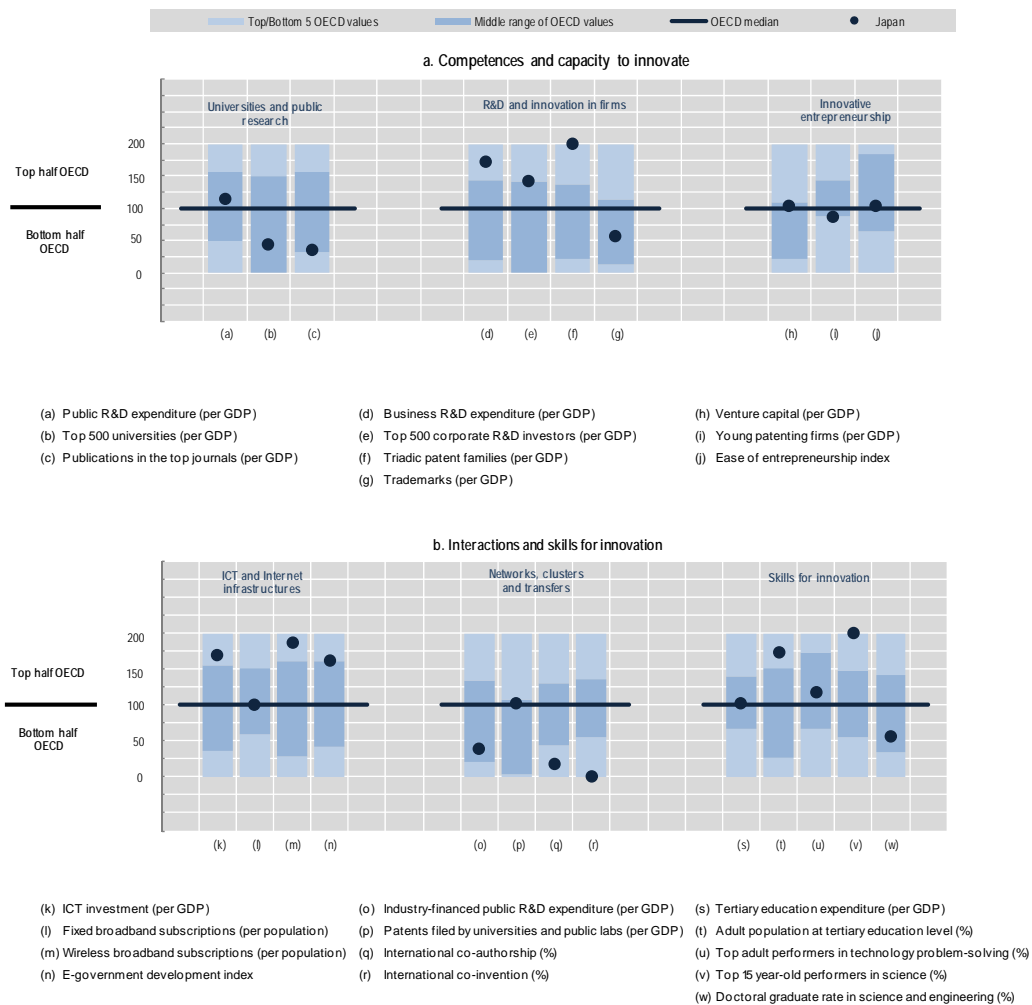 Top/Bottom 5 OECD values Middle range of OECD values OECD median Japan
a. Competences and capacity to innovate
Universities and public
research
R&D and innovation in firms
Innovative
entrepreneurship
200
150
100
50
0
Top half OECD
Bottom half
OECD
(a) (b) (c) (d) (e) (f) (g) (h) (i) (j)
(a) Public R&D expenditure (per GDP)
(b) Top 500 universities (per GDP)
(c) Publications in the top journals (per GDP)
(d) Business R&D expenditure (per GDP)
(e) Top 500 corporate R&D investors (per GDP)
(f) Triadic patent families (per GDP)
(g) Trademarks (per GDP)
(h) Venture capital (per GDP)
(i) Young patenting firms (per GDP)
(j) Ease of entrepreneurship index
b. Interactions and skills for innovation
ICT and Internet
infrastructures
Networks, clusters
and transfers
Skills for innovation
200
150
100
50
0
Top half OECD
Bottom half
OECD
(k) (l) (m) (n) (o) (p) (q) (r) (s) (t) (u) (v) (w)
(k) ICT investment (per GDP)
(l) Fixed broadband subscriptions (per population)
(m) Wireless broadband subscriptions (per population)
(n) E-government development index
(o) Industry-financed public R&D expenditure (per GDP)
(p) Patents filed by universities and public labs (per GDP)
(q) International co-authorship (%)
(r) International co-invention (%)
(s) Tertiary education expenditure (per GDP)
(t) Adult population at tertiary education level (%)
(u) Top adult performers in technology problem-solving (%)
(v) Top 15 year-old performers in science (%)
(w) Doctoral graduate rate in science and engineering (%)